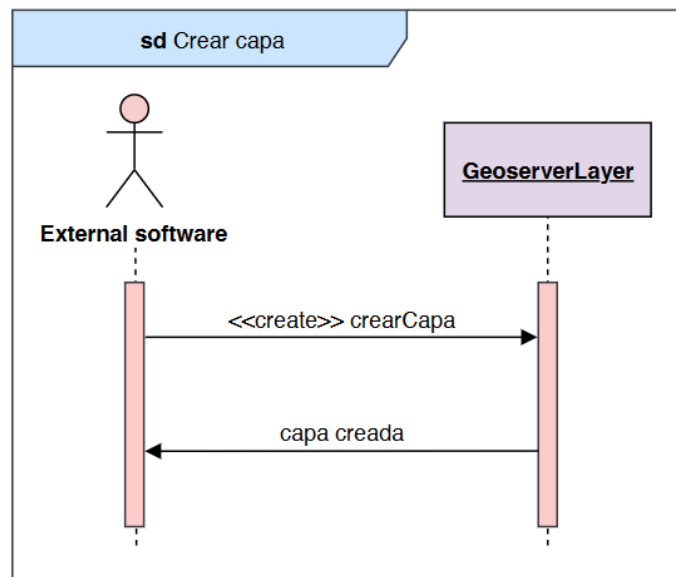 sd Crear capa
GeoserverLayer
External software
<<create>> crearCapa
capa creada